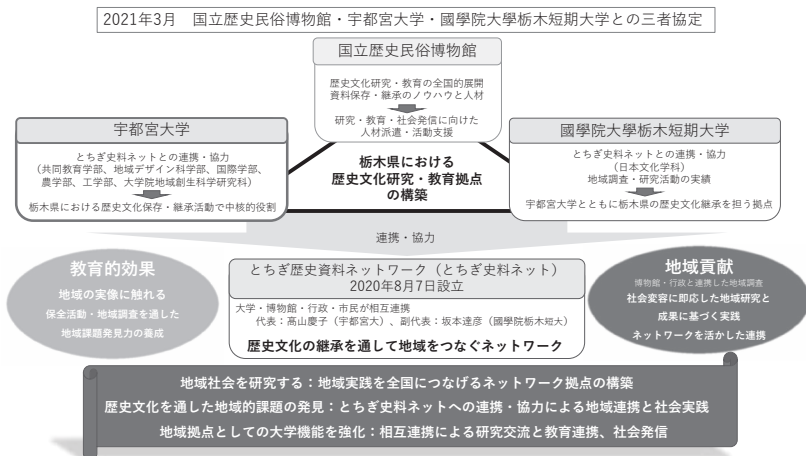 2021年3月 国立歴史民俗博物館・宇都宮大学・國學院大學栃木短期大学との三者協定
国立歴史民俗博物館
歴史文化研究・教育の全国的展開
資料保存・継承のノウハウと人材
研究・教育・社会発信に向けた
人材派遣・活動支援
宇都宮大学
とちぎ史料ネットとの連携・協力
(共同教育学部、地域デザイン科学部、国際学部、
農学部、工学部、大学院地域創生科学研究科)
栃木県における歴史文化保存・継承活動で中核的役割
栃木県における
歴史文化研究・教育拠点
の構築
國學院大學栃木短期大学
とちぎ史料ネットとの連携・協力
(日本文化学科)
地域調査・研究活動の実績
宇都宮大学とともに栃木県の歴史文化継承を担う拠点
連携・協力
教育的効果
地域の実像に触れる
保全活動・地域調査を通した
地域課題発見力の養成
とちぎ歴史資料ネットワーク(とちぎ史料ネット)
2020年8月7日設立
大学・博物館・行政・市民が相互連携
代表:髙山慶子(宇都宮大)、副代表:坂本達彦(國學院栃木短大)
歴史文化の継承を通して地域をつなぐネットワーク
地域貢献
博物館・行政と連携した地域調査
社会変容に即応した地域研究と
成果に基づく実践
ネットワークを活かした連携
地域社会を研究する:地域実践を全国につなげるネットワーク拠点の構築
歴史文化を通した地域的課題の発見:とちぎ史料ネットへの連携・協力による地域連携と社会実践
地域拠点としての大学機能を強化:相互連携による研究交流と教育連携、社会発信